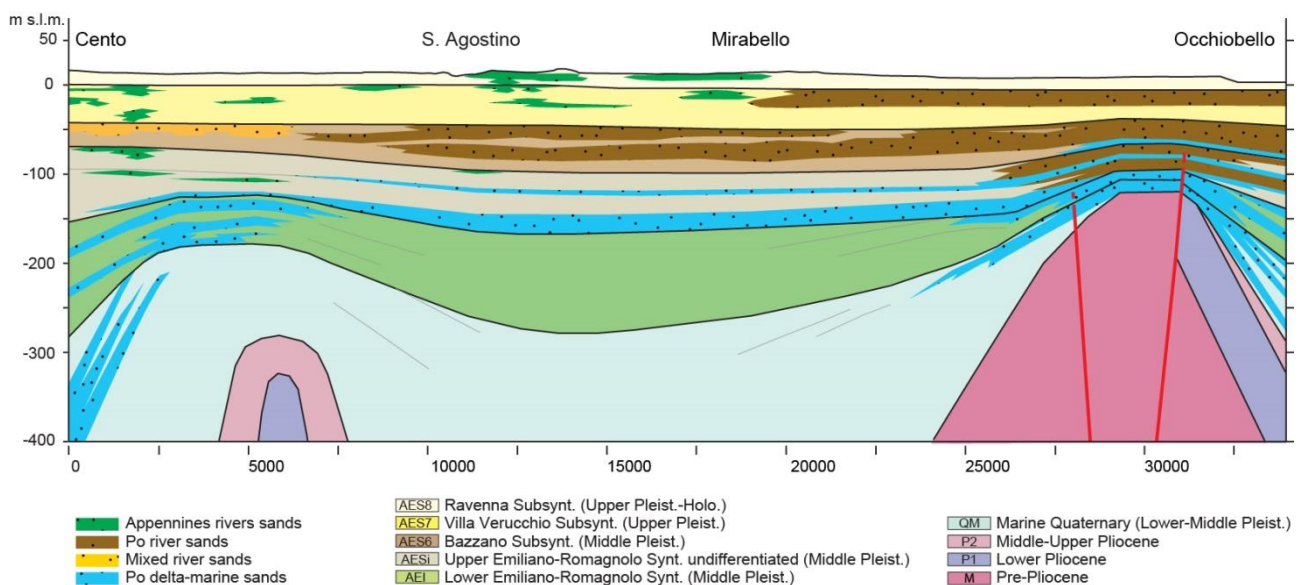 m s.l.m.
50
0
-50
-100
-200
-300
-400
Cento
S. Agostino
Mirabello
Occhiobello
0
5000
10000
15000
20000
25000
30000
Appennines rivers sands
Po river sands
Mixed river sands
Po delta-marine sands
AES8 Ravenna Subsynt. (Upper Pleist.-Holo.)
AES7 Villa Verucchio Subsynt. (Upper Pleist.)
AES6 Bazzano Subsynt. (Middle Pleist.)
AESi Upper Emiliano-Romagnolo Synt. undifferentiated (Middle Pleist.)
AEI Lower Emiliano-Romagnolo Synt. (Middle Pleist.)
QM Marine Quaternary (Lower-Middle Pleist.)
P2 Middle-Upper Pliocene
P1 Lower Pliocene
M Pre-Pliocene